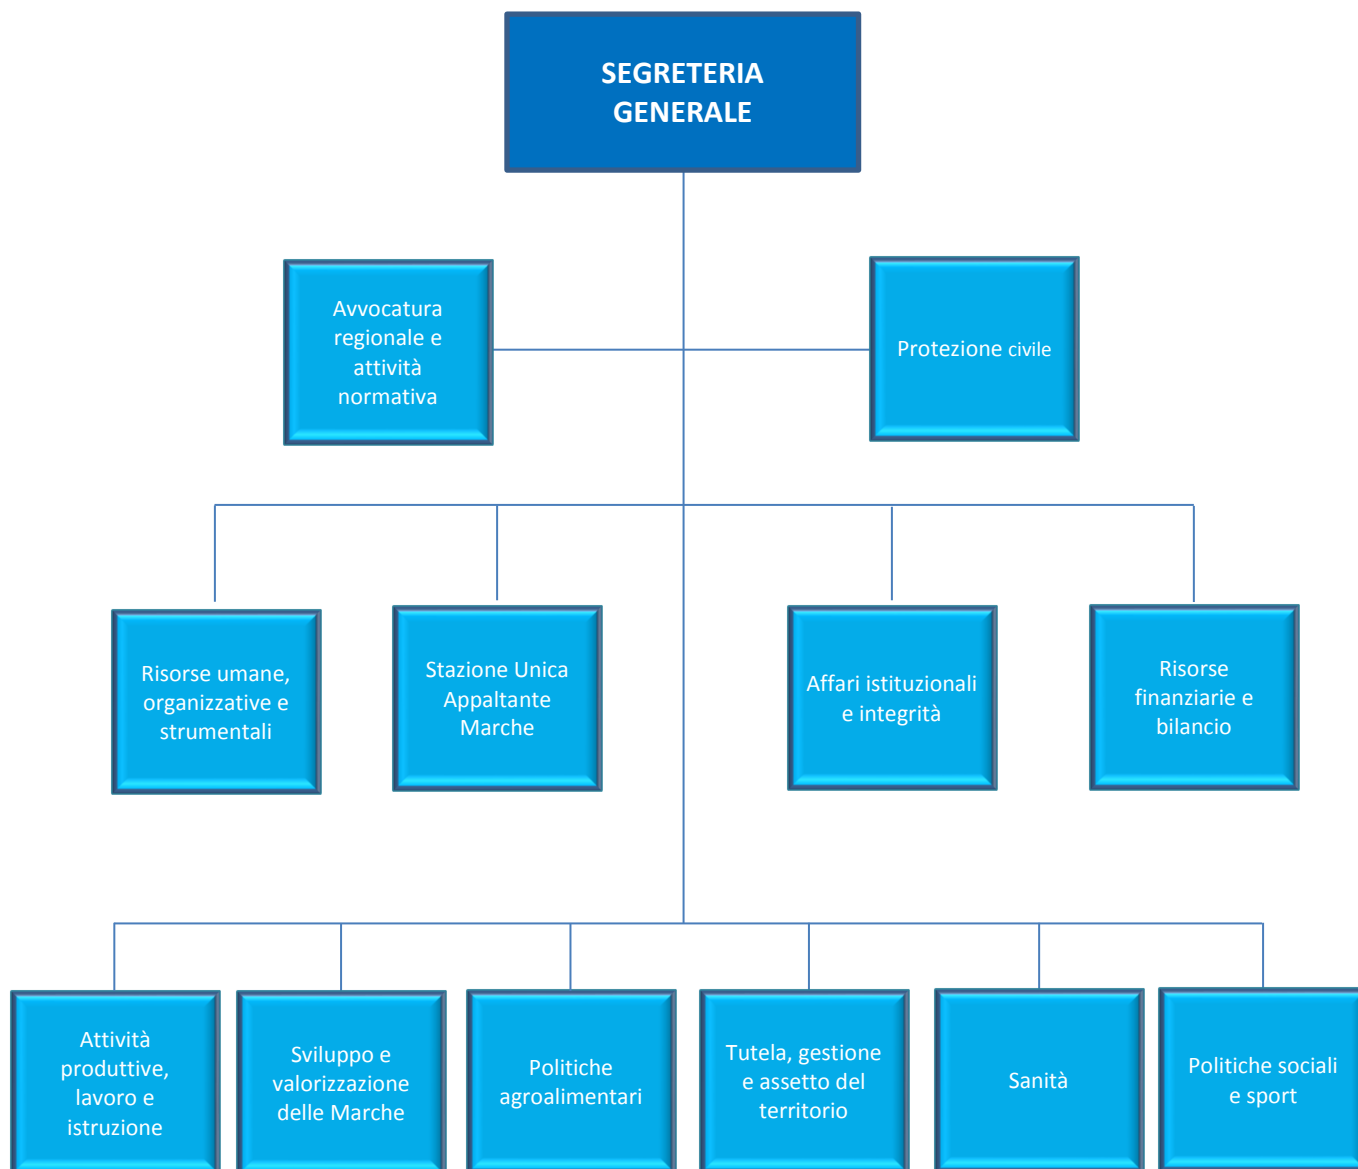 SEGRETERIA
GENERALE
Avvocatura
regionale e
attività
normativa
Protezione civile
Risorse umane,
organizzative e
strumentali
Stazione Unica
Appaltante
Marche
Affari istituzionali
e integrità
Risorse
finanziarie e
bilancio
Attività
produttive,
lavoro e
istruzione
Sviluppo e
valorizzazione
delle Marche
Politiche
agroalimentari
Tutela, gestione
e assetto del
territorio
Sanità
Politiche sociali
e sport